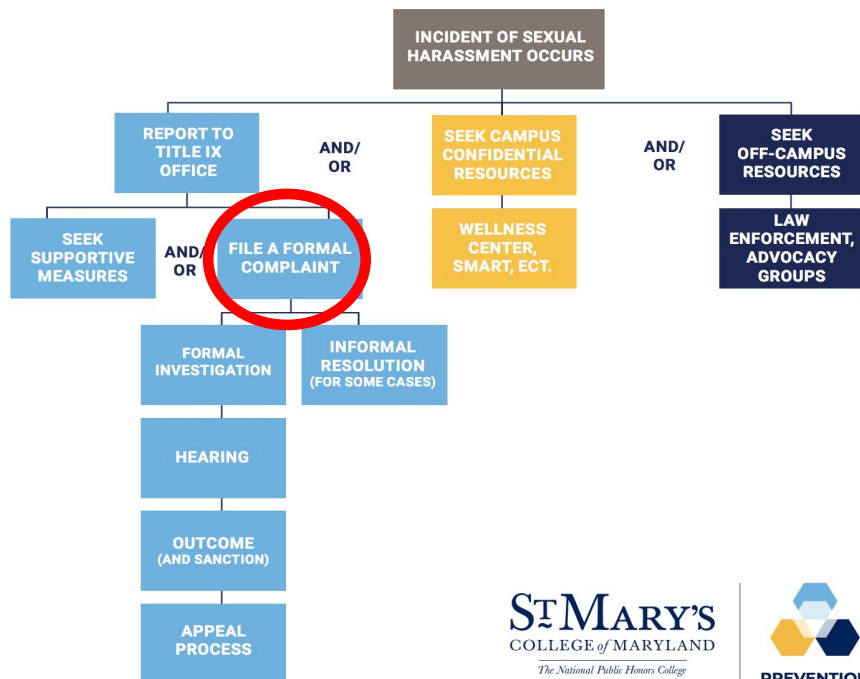 INCIDENT OF SEXUAL
HARASSMENT OCCURS
REPORT TO
TITLE IX
OFFICE
AND/
OR
SEEK CAMPUS
CONFIDENTIAL
RESOURCES
AND/
OR
SEEK
OFF-CAMPUS
RESOURCES
SEEK
SUPPORTIVE
MEASURES
AND/
OR
FILE A FORMAL
COMPLAINT
WELLNESS
CENTER,
SMART, ECT.
LAW
ENFORCEMENT,
ADVOCACY
GROUPS
FORMAL
INVESTIGATION
INFORMAL
RESOLUTION
(FOR SOME CASES)
HEARING
OUTCOME
(AND SANCTION)
APPEAL
PROCESS
ST MARY'S
COLLEGE of MARYLAND
The National Public Honors College
PREVENTION